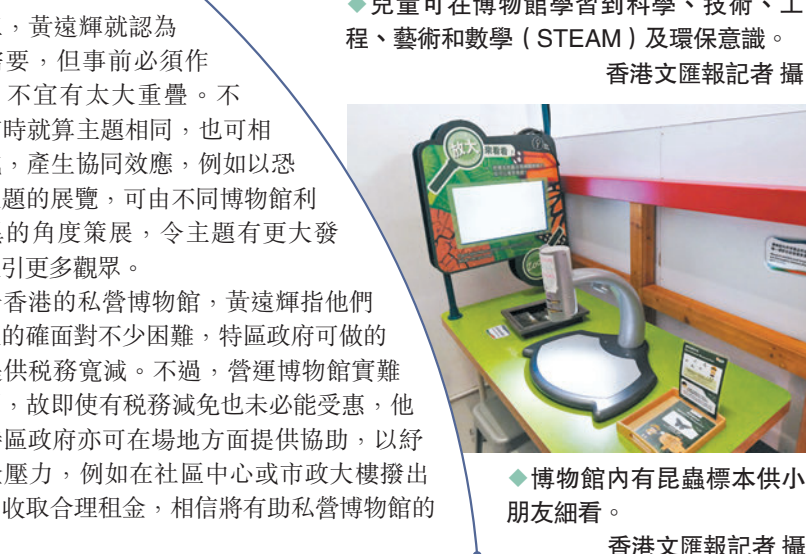 ，黃遠輝就認為
要，但事前必須作
不宜有太大重疊。不
時就算主題相同，也可相
，產生協同效應，例如以恐
題的展覽，可由不同博物館利
的角度策展，令主題有更大發
引更多觀眾。
香港的私營博物館，黃遠輝指他們
的確面對不少困難，特區政府可做的
供稅務寬減。不過，營運博物館實難
，故即使有稅務減免也未必能受惠，他
區政府亦可在場地方面提供協助，以紓
壓力，例如在社區中心或市政大樓撥出
收取合理租金，相信將有助私營博物館的
◆兒童可在博物館學習到科學、技術、工
程、藝術和數學（STEAM）及環保意識。
香港文匯報記者 攝
放大
來看看
◆博物館內有昆蟲標本供小
朋友細看。
香港文匯報記者 攝